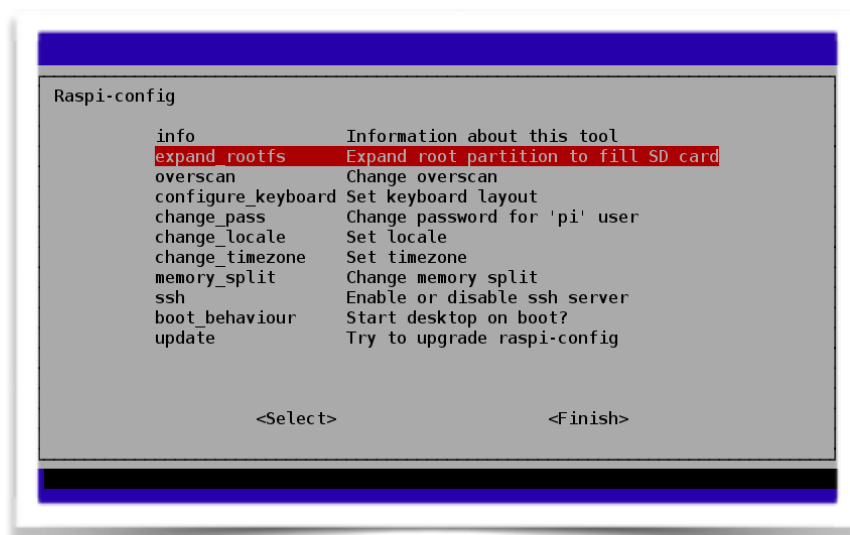 Raspi-config
info Information about this tool
expand_rootfs Expand root partition to fill SD card
overscan Change overscan
configure_keyboard Set keyboard layout
change_pass Change password for 'pi' user
change_locale Set locale
change_timezone Set timezone
memory_split Change memory split
ssh Enable or disable ssh server
boot_behaviour Start desktop on boot?
update Try to upgrade raspi-config
<Select> <Finish>